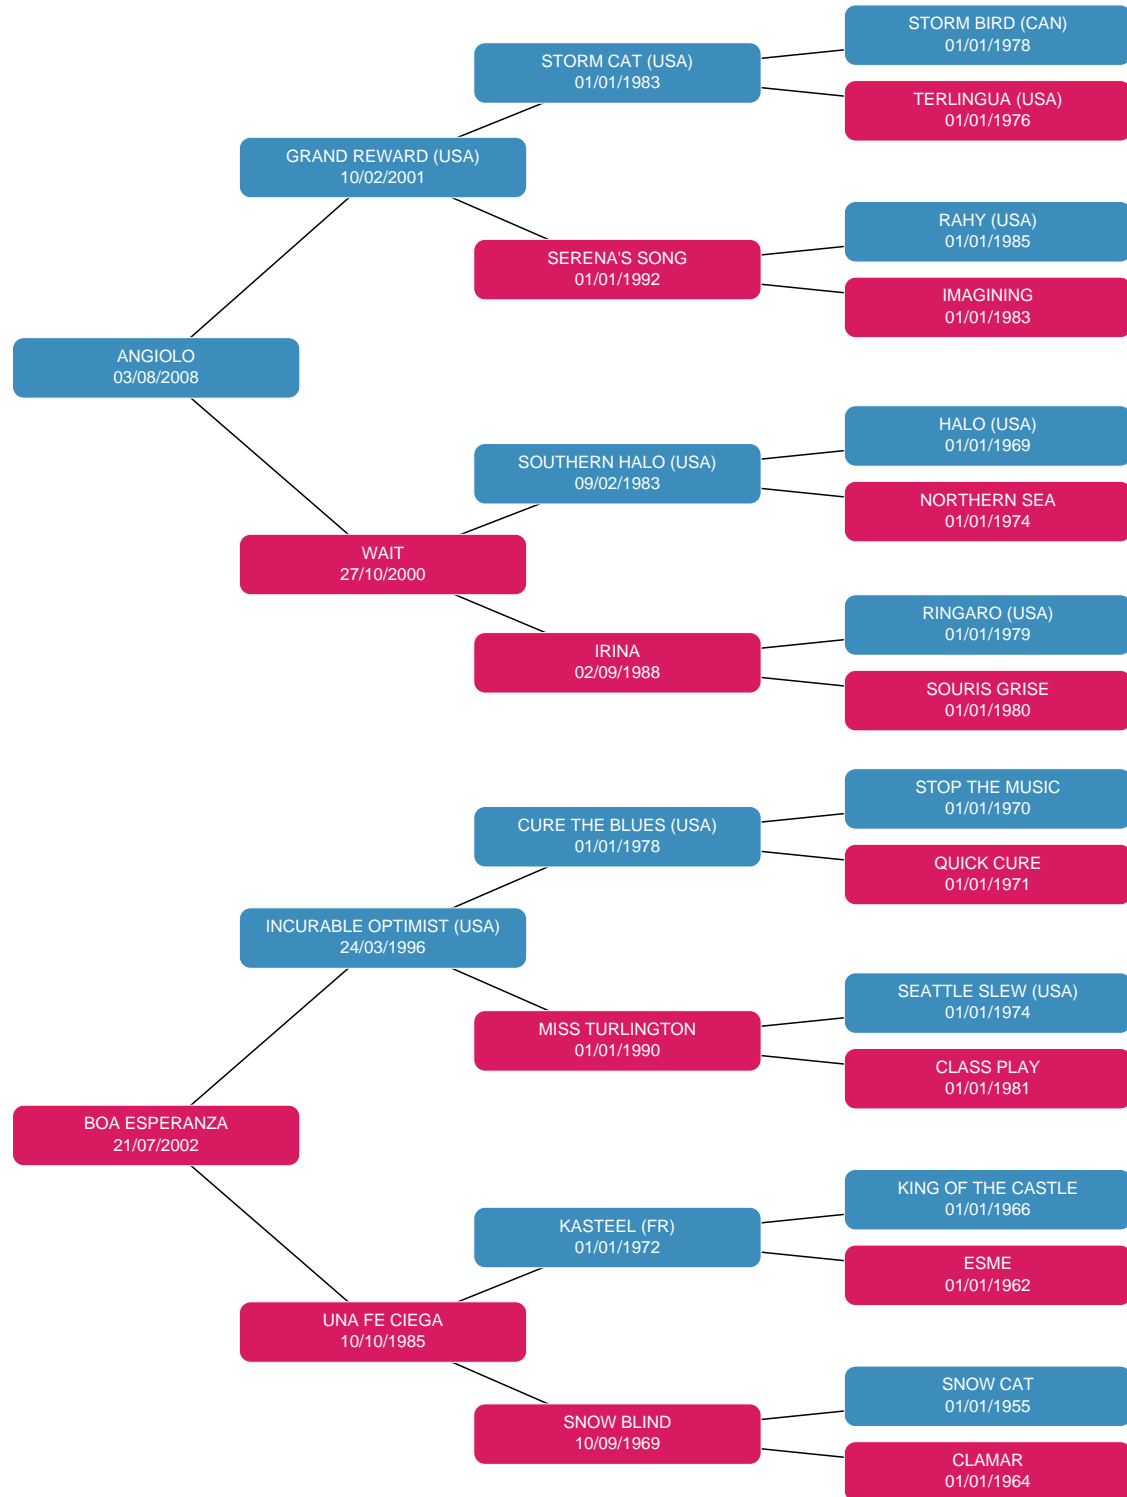 STORM BIRD (CAN)
01/01/1978
STORM CAT (USA)
01/01/1983
TERLINGUA (USA)
01/01/1976
GRAND REWARD (USA)
10/02/2001
RAHY (USA)
01/01/1985
SERENA'S SONG
01/01/1992
IMAGINING
01/01/1983
ANGIOLO
03/08/2008
HALO (USA)
01/01/1969
SOUTHERN HALO (USA)
09/02/1983
NORTHERN SEA
01/01/1974
WAIT
27/10/2000
RINGARO (USA)
01/01/1979
IRINA
02/09/1988
SOURIS GRISE
01/01/1980
STOP THE MUSIC
01/01/1970
CURE THE BLUES (USA)
01/01/1978
QUICK CURE
01/01/1971
INCURABLE OPTIMIST (USA)
24/03/1996
SEATTLE SLEW (USA)
01/01/1974
MISS TURLINGTON
01/01/1990
CLASS PLAY
01/01/1981
BOA ESPERANZA
21/07/2002
KING OF THE CASTLE
01/01/1966
KASTEEL (FR)
01/01/1972
ESME
01/01/1962
UNA FE CIEGA
10/10/1985
SNOW CAT
01/01/1955
SNOW BLIND
10/09/1969
CLAMAR
01/01/1964